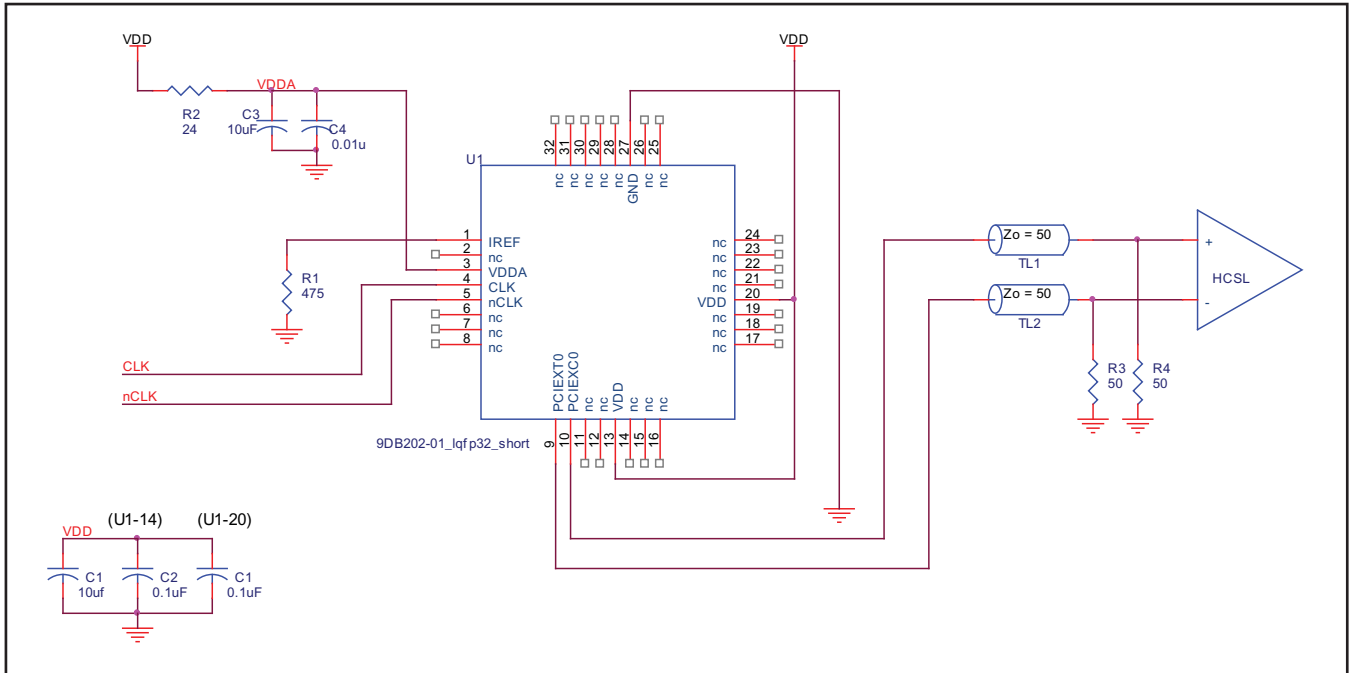 VDD
VDD
VDDA
R2
24
C3
10uF
C4
0.01u
U1
32
31
30
29
28
27
26
25
nc
nc
nc
nc
nc
GND
nc
nc
1
2
3
4
5
6
7
8
IREF
nc
VDDA
CLK
nCLK
nc
nc
nc
24
23
22
21
20
19
18
17
nc
nc
nc
nc
VDD
nc
nc
nc
R1
475
CLK
nCLK
PCIEXT0
PCIEXC0
nc
nc
VDD
nc
nc
nc
9
10
11
12
13
14
15
16
9DB202-01_lqfp32_short
Zo = 50
TL1
Zo = 50
TL2
+
HCSL
-
R3
50
R4
50
(U1-14)
(U1-20)
VDD
C1
10uf
C2
0.1uF
C1
0.1uF